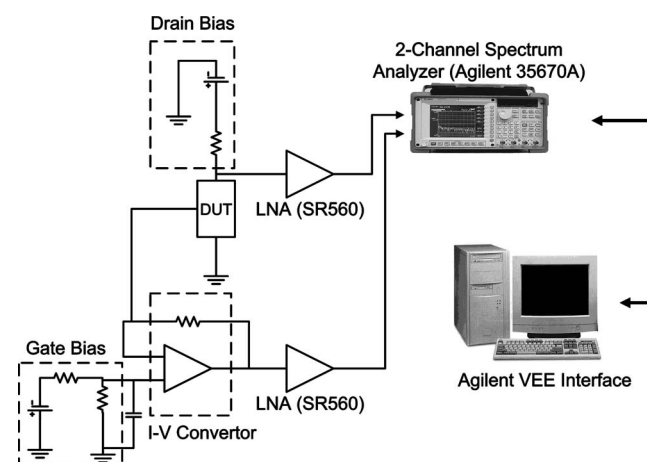 Drain Bias
2-Channel Spectrum
Analyzer (Agilent 35670A)
DUT
LNA (SR560)
Gate Bias
I-V Convertor
LNA (SR560)
Agilent VEE Interface